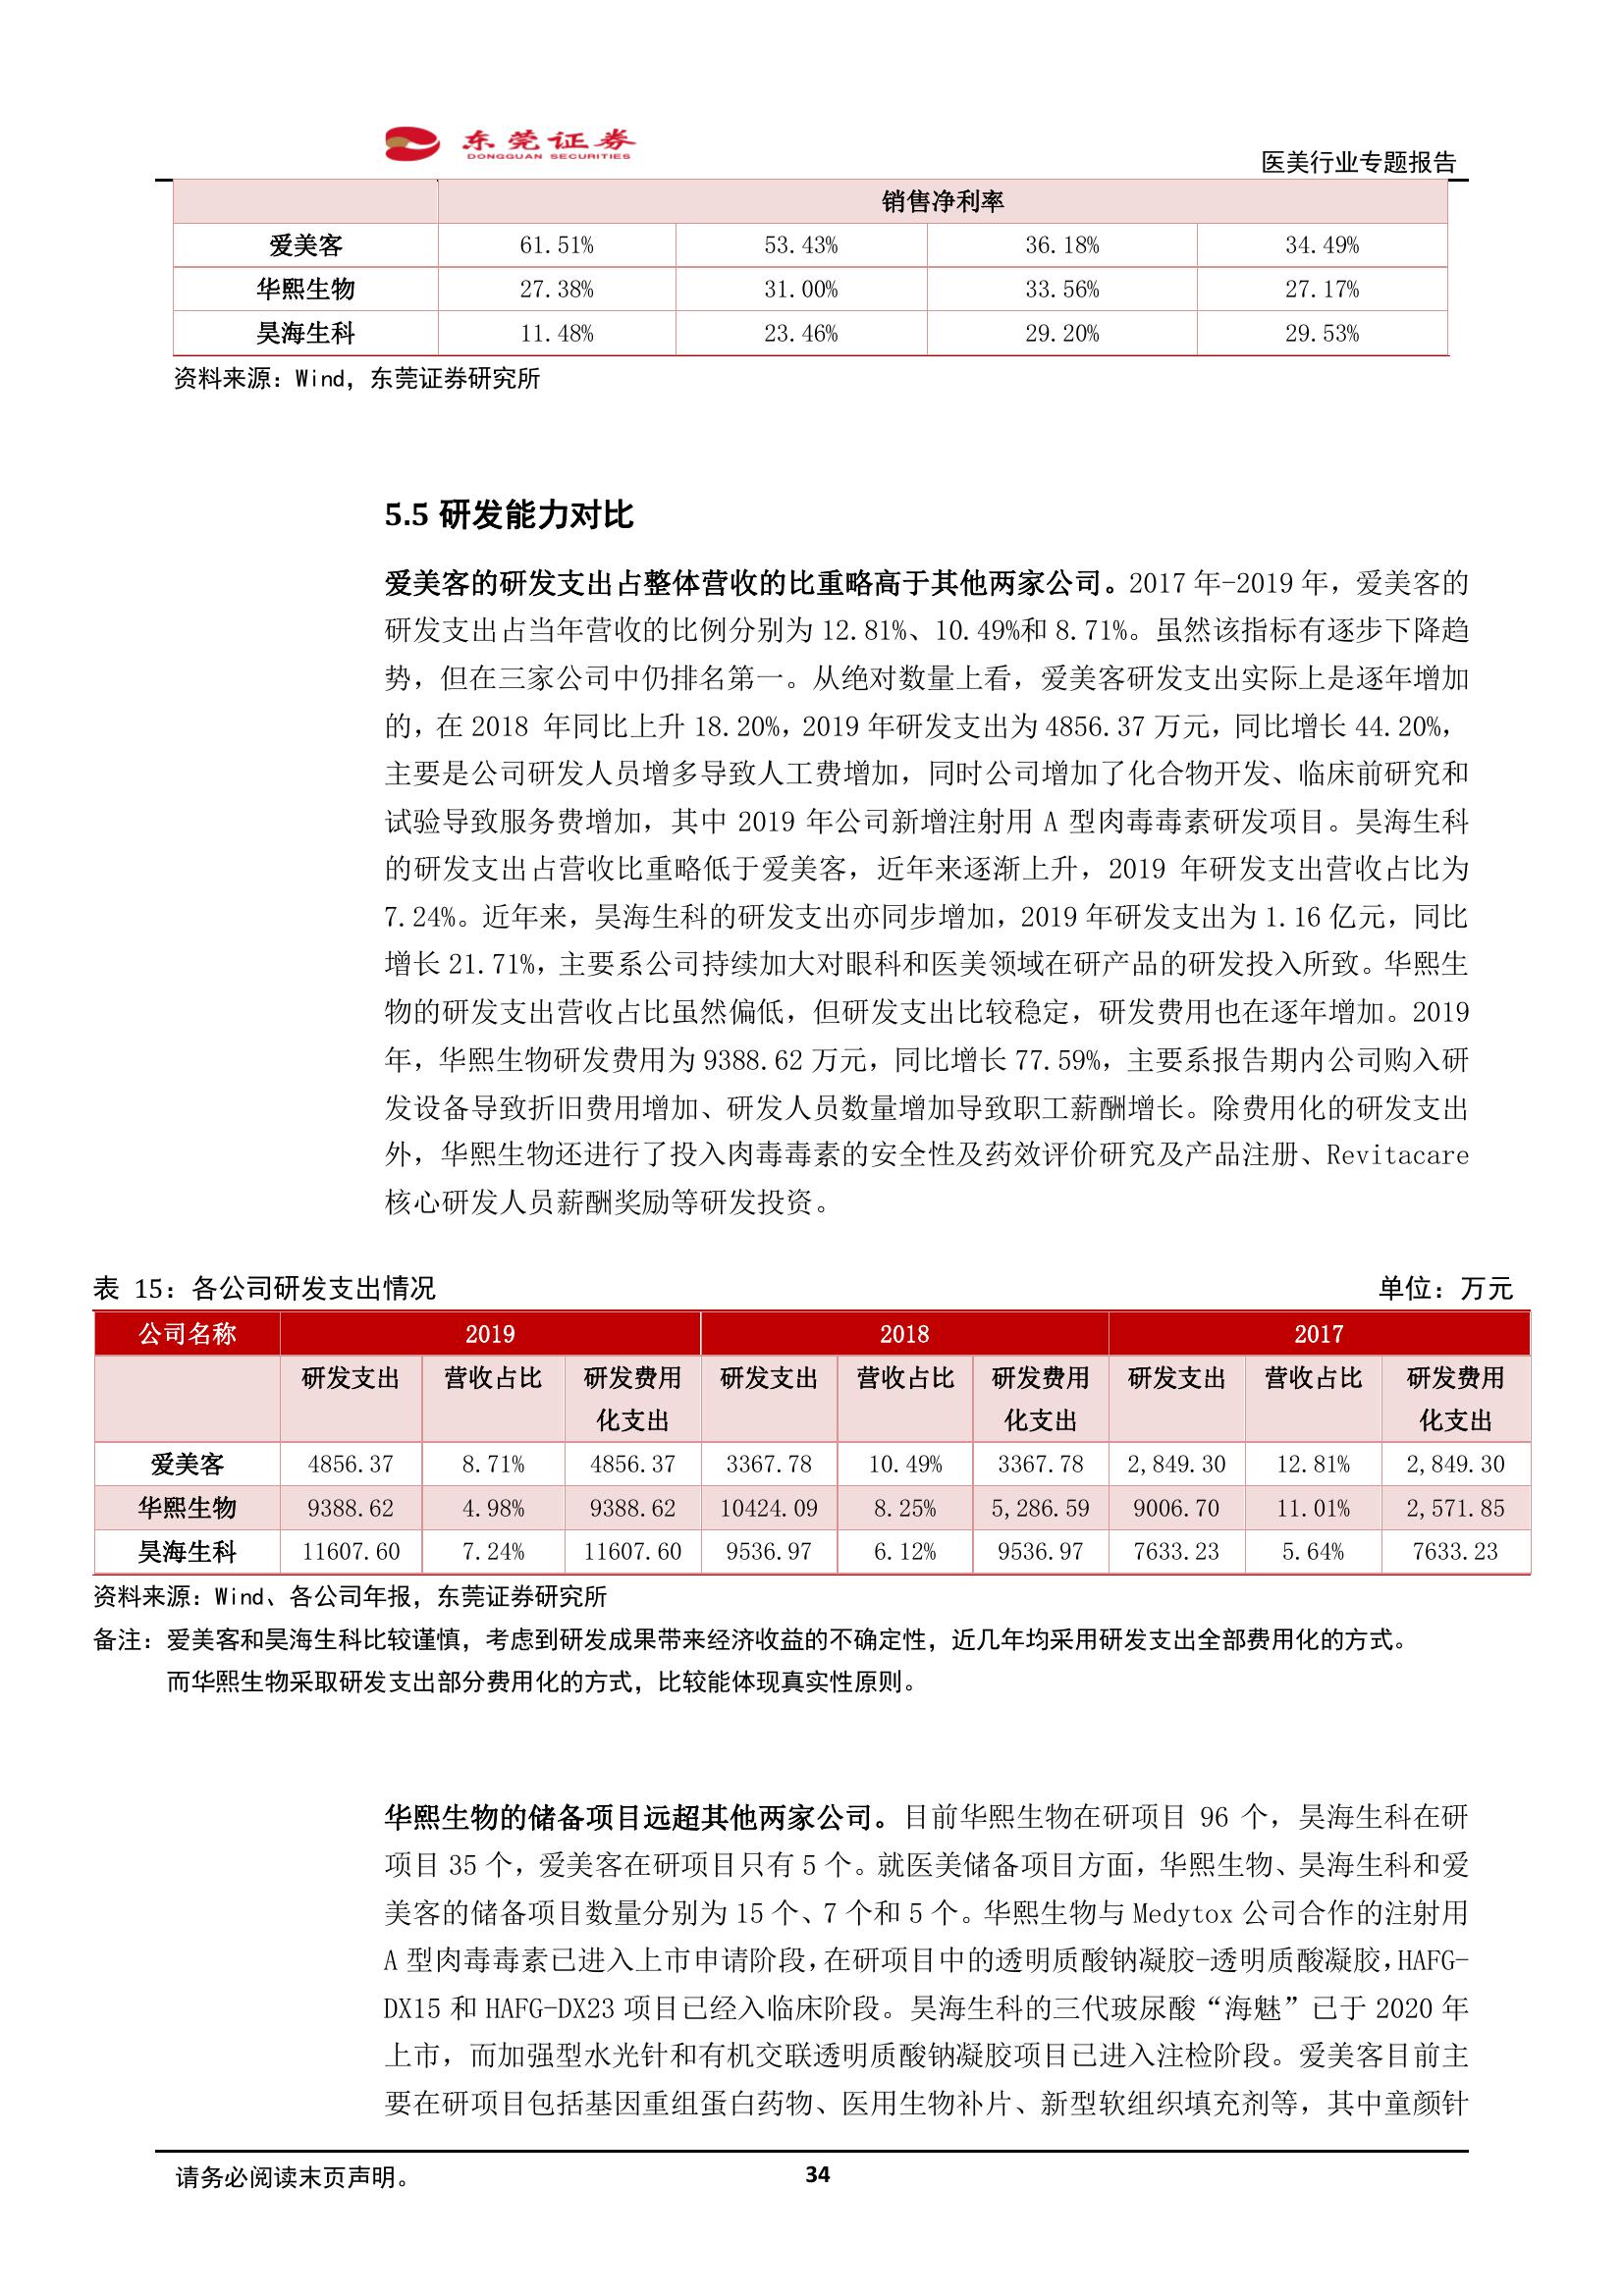 东莞证券
DONGGUAN SECURITIES
医美行业专题报告
销售净利率
爱美客 61.51% 53.43% 36.18% 34.49%
华熙生物 27.38% 31.00% 33.56% 27.17%
昊海生科 11.48% 23.46% 29.20% 29.53%
资料来源：Wind，东莞证券研究所
5.5 研发能力对比
爱美客的研发支出占整体营收的比重略高于其他两家公司。2017 年-2019 年，爱美客的
研发支出占当年营收的比例分别为 12.81%、10.49%和 8.71%。虽然该指标有逐步下降趋
势，但在三家公司中仍排名第一。从绝对数量上看，爱美客研发支出实际上是逐年增加
的，在 2018 年同比上升 18.20%，2019 年研发支出为 4856.37 万元，同比增长 44.20%，
主要是公司研发人员增多导致人工费增加，同时公司增加了化合物开发、临床前研究和
试验导致服务费增加，其中 2019 年公司新增注射用 A 型肉毒毒素研发项目。昊海生科
的研发支出占营收比重略低于爱美客，近年来逐渐上升，2019 年研发支出营收占比为
7.24%。近年来，昊海生科的研发支出亦同步增加，2019 年研发支出为 1.16 亿元，同比
增长 21.71%，主要系公司持续加大对眼科和医美领域在研产品的研发投入所致。华熙生
物的研发支出营收占比虽然偏低，但研发支出比较稳定，研发费用也在逐年增加。2019
年，华熙生物研发费用为 9388.62 万元，同比增长 77.59%，主要系报告期内公司购入研
发设备导致折旧费用增加、研发人员数量增加导致职工薪酬增长。除费用化的研发支出
外，华熙生物还进行了投入肉毒毒素的安全性及药效评价研究及产品注册、Revitacare
核心研发人员薪酬奖励等研发投资。
表 15：各公司研发支出情况 单位：万元
公司名称 2019 2018 2017
研发支出 营收占比 研发费用 研发支出 营收占比 研发费用 研发支出 营收占比 研发费用
化支出 化支出 化支出
爱美客 4856.37 8.71% 4856.37 3367.78 10.49% 3367.78 2,849.30 12.81% 2,849.30
华熙生物 9388.62 4.98% 9388.62 10424.09 8.25% 5,286.59 9006.70 11.01% 2,571.85
昊海生科 11607.60 7.24% 11607.60 9536.97 6.12% 9536.97 7633.23 5.64% 7633.23
资料来源：Wind、各公司年报，东莞证券研究所
备注：爱美客和昊海生科比较谨慎，考虑到研发成果带来经济收益的不确定性，近几年均采用研发支出全部费用化的方式。
而华熙生物采取研发支出部分费用化的方式，比较能体现真实性原则。
华熙生物的储备项目远超其他两家公司。目前华熙生物在研项目 96 个，昊海生科在研
项目 35 个，爱美客在研项目只有 5 个。就医美储备项目方面，华熙生物、昊海生科和爱
美客的储备项目数量分别为 15 个、7 个和 5 个。华熙生物与 Medytox 公司合作的注射用
A 型肉毒毒素已进入上市申请阶段，在研项目中的透明质酸钠凝胶-透明质酸凝胶，HAFG-
DX15 和 HAFG-DX23 项目已经入临床阶段。昊海生科的三代玻尿酸“海魅”已于 2020 年
上市，而加强型水光针和有机交联透明质酸钠凝胶项目已进入注检阶段。爱美客目前主
要在研项目包括基因重组蛋白药物、医用生物补片、新型软组织填充剂等，其中童颜针
请务必阅读末页声明。
34